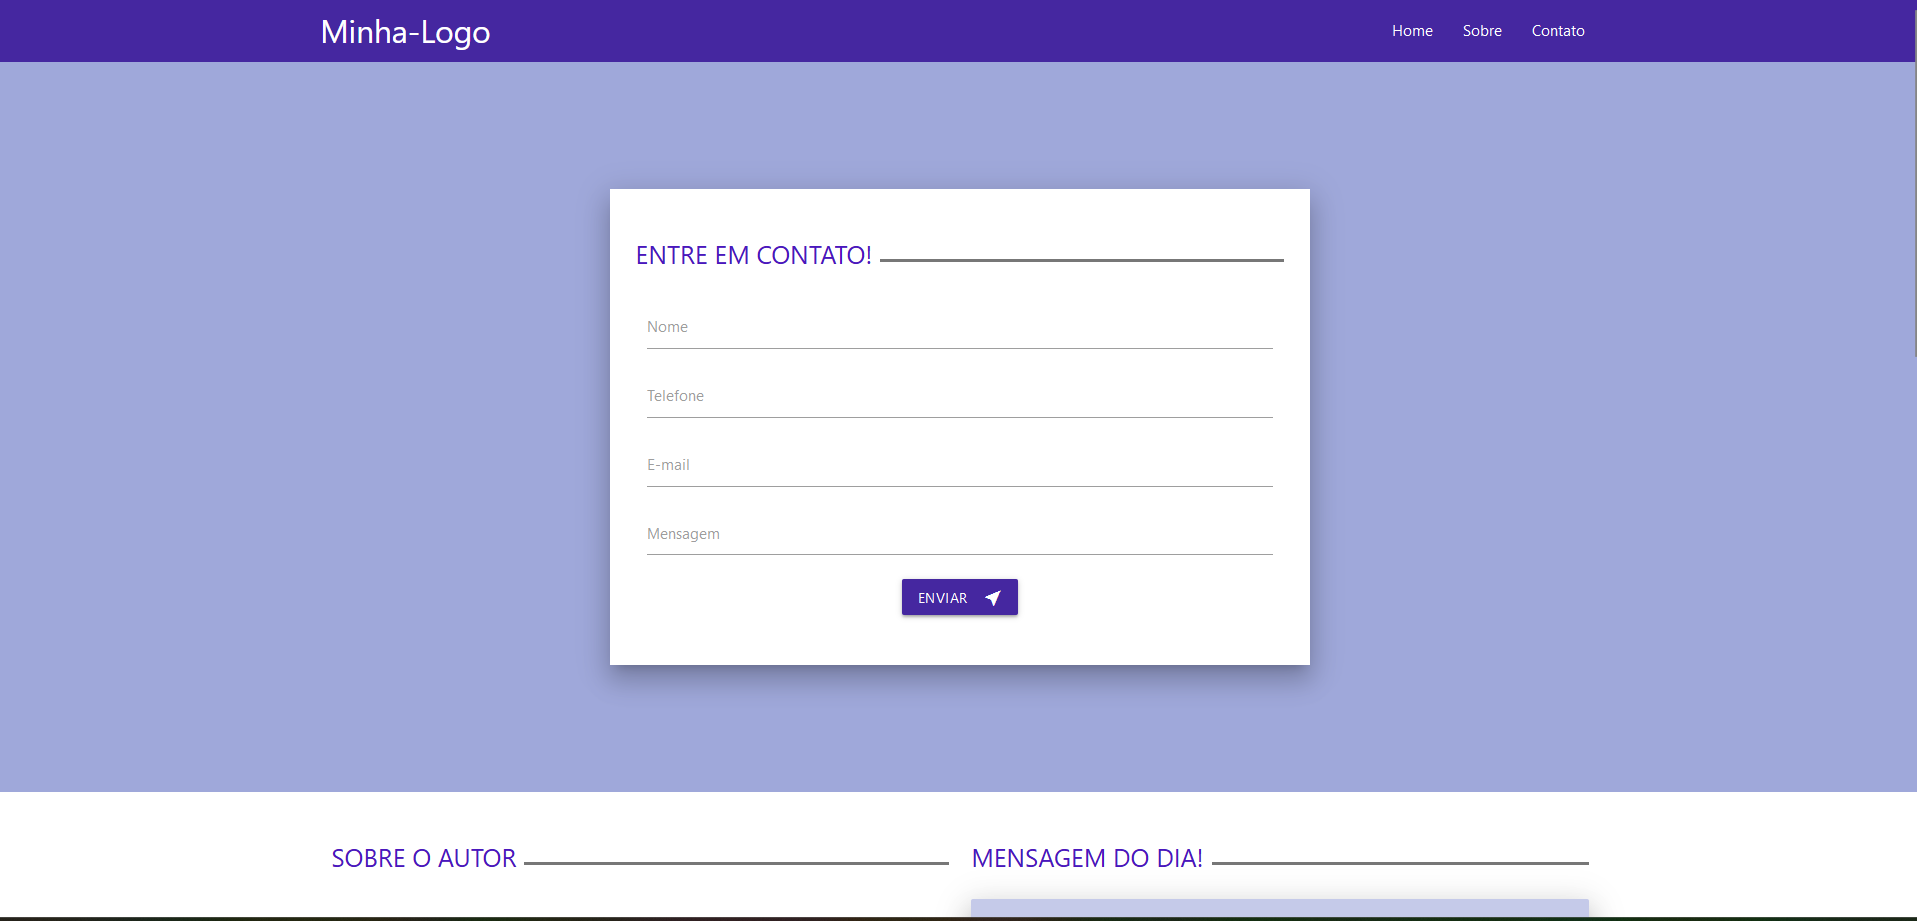 Minha-Logo
Home Sobre Contato
ENTRE EM CONTATO!
Nome
Telefone
E-mail
Mensagem
ENVIAR
SOBRE O AUTOR
MENSAGEM DO DIA!